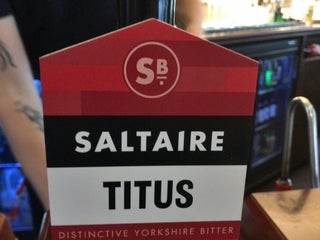 SB
SALTAIRE
TITUS
DISTINCTIVE YORKSHIRE BITTER